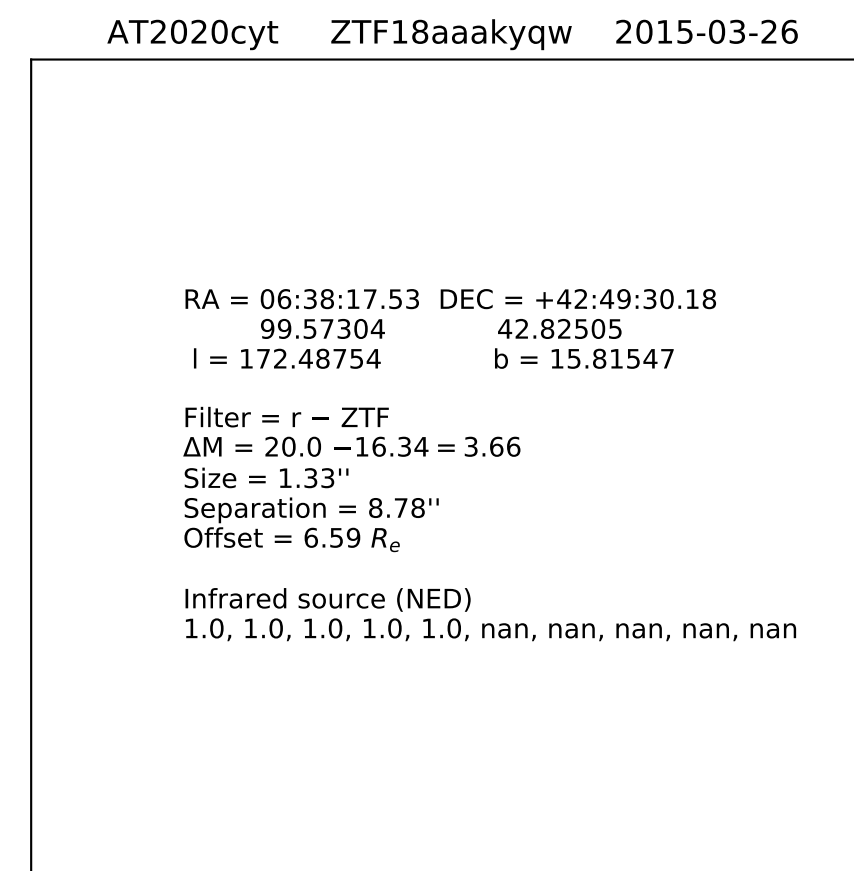 AT2020cyt ZTF18aaakyqw 2015-03-26
RA = 06:38:17.53 DEC = +42:49:30.18
99.57304 42.82505
l = 172.48754 b = 15.81547
Filter = r − ZTF
ΔM = 20.0 −16.34 = 3.66
Size = 1.33''
Separation = 8.78''
Offset = 6.59 Re
Infrared source (NED)
1.0, 1.0, 1.0, 1.0, 1.0, nan, nan, nan, nan, nan